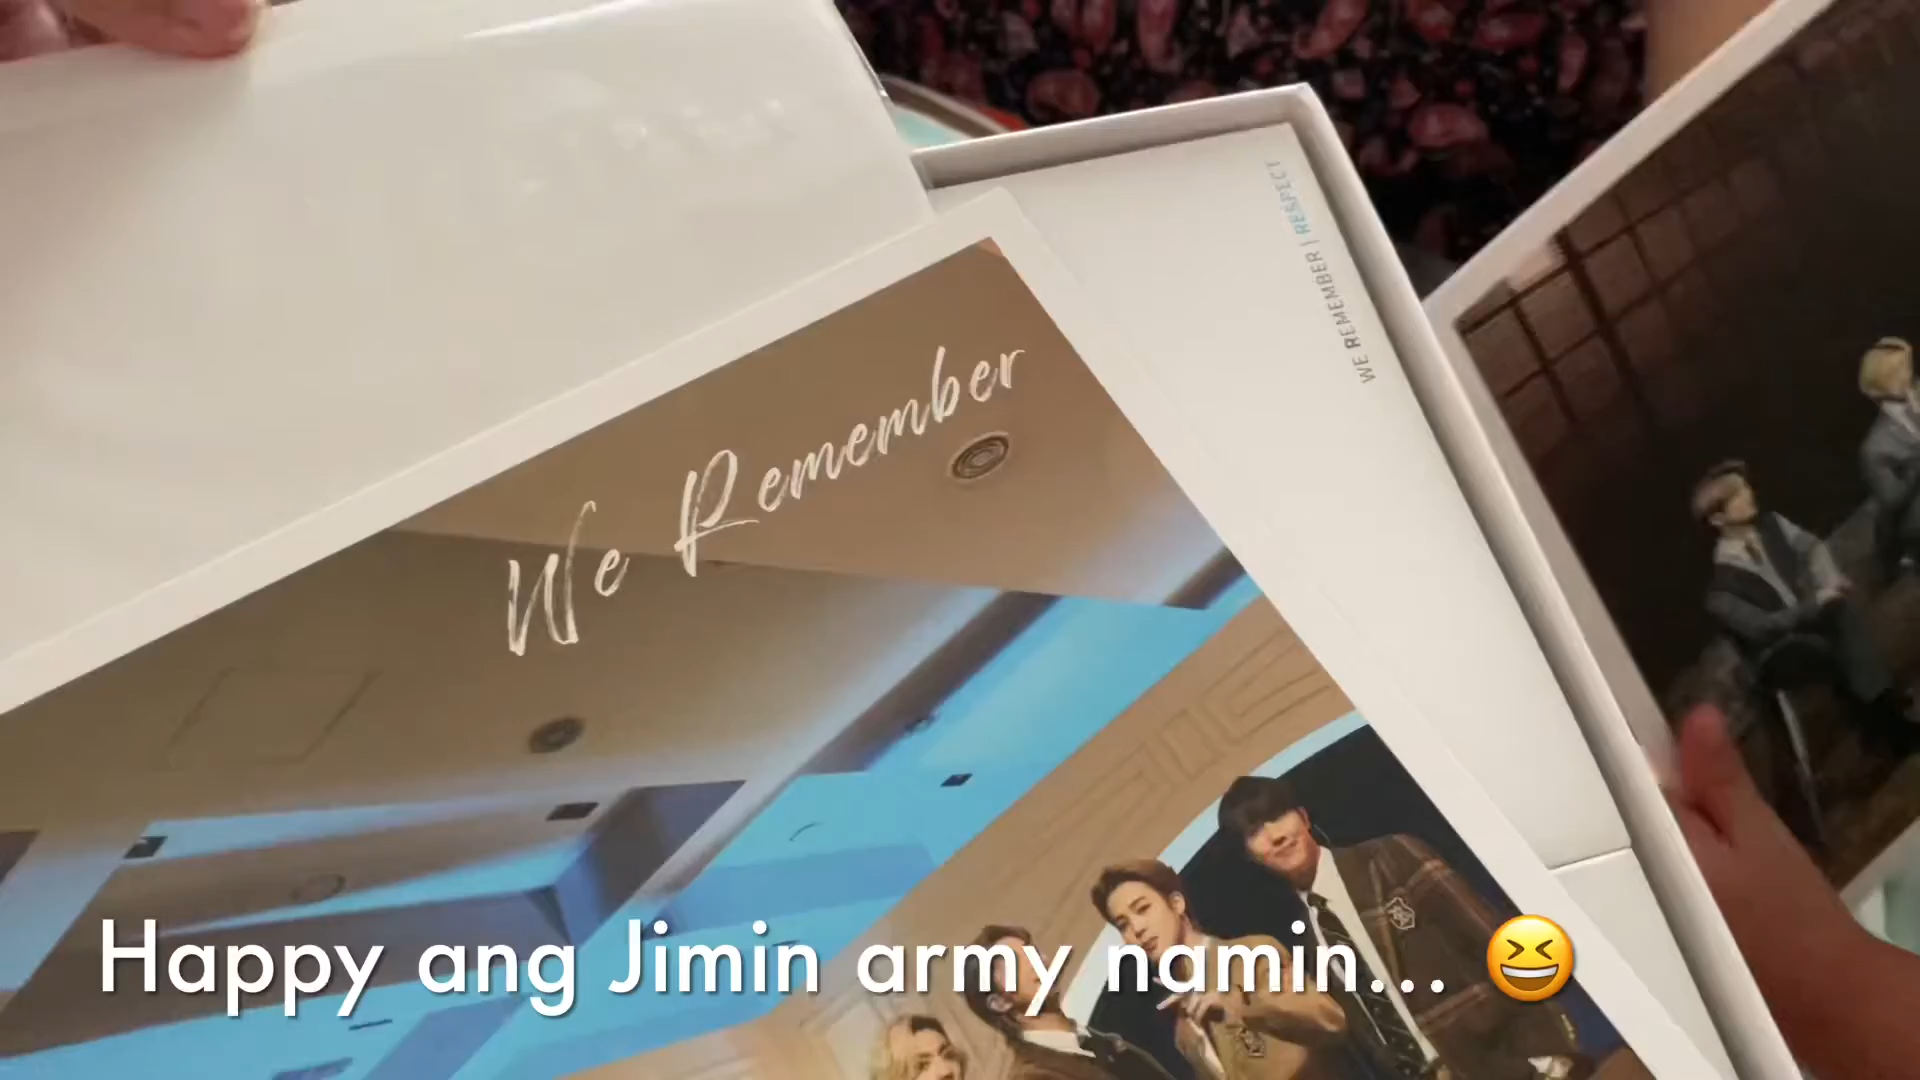 WE REMEMBER | RESPECT
We Remember
Happy ang Jimin army namin... 😆